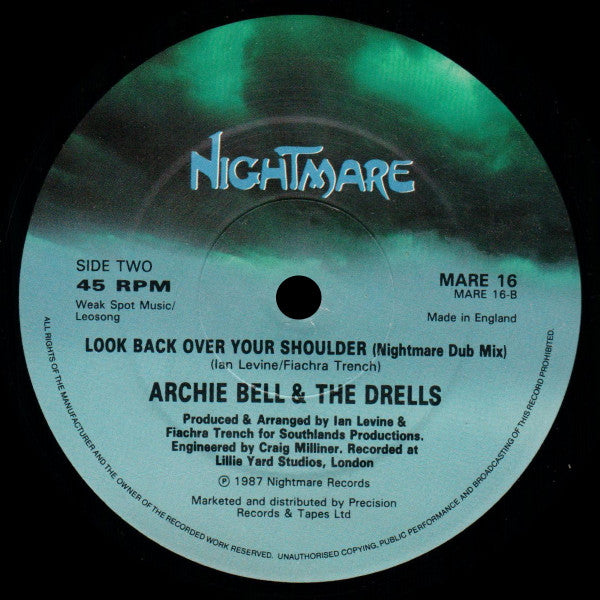 NIGHTMARE
SIDE TWO
45 RPM
Weak Spot Music/
Leosong
MARE 16
MARE 16-B
Made in England
LOOK BACK OVER YOUR SHOULDER (Nightmare Dub Mix)
(Ian Levine/Fiachra Trench)
ARCHIE BELL & THE DRELLS
Produced & Arranged by Ian Levine &
Fiachra Trench for Southlands Productions.
Engineered by Craig Milliner. Recorded at
Lillie Yard Studios, London
℗ 1987 Nightmare Records
Marketed and distributed by Precision
Records & Tapes Ltd
ALL RIGHTS OF THE MANUFACTURER AND THE OWNER OF THE RECORDED WORK RESERVED. UNAUTHORISED COPYING, PUBLIC PERFORMANCE AND BROADCASTING OF THIS RECORD PROHIBITED.